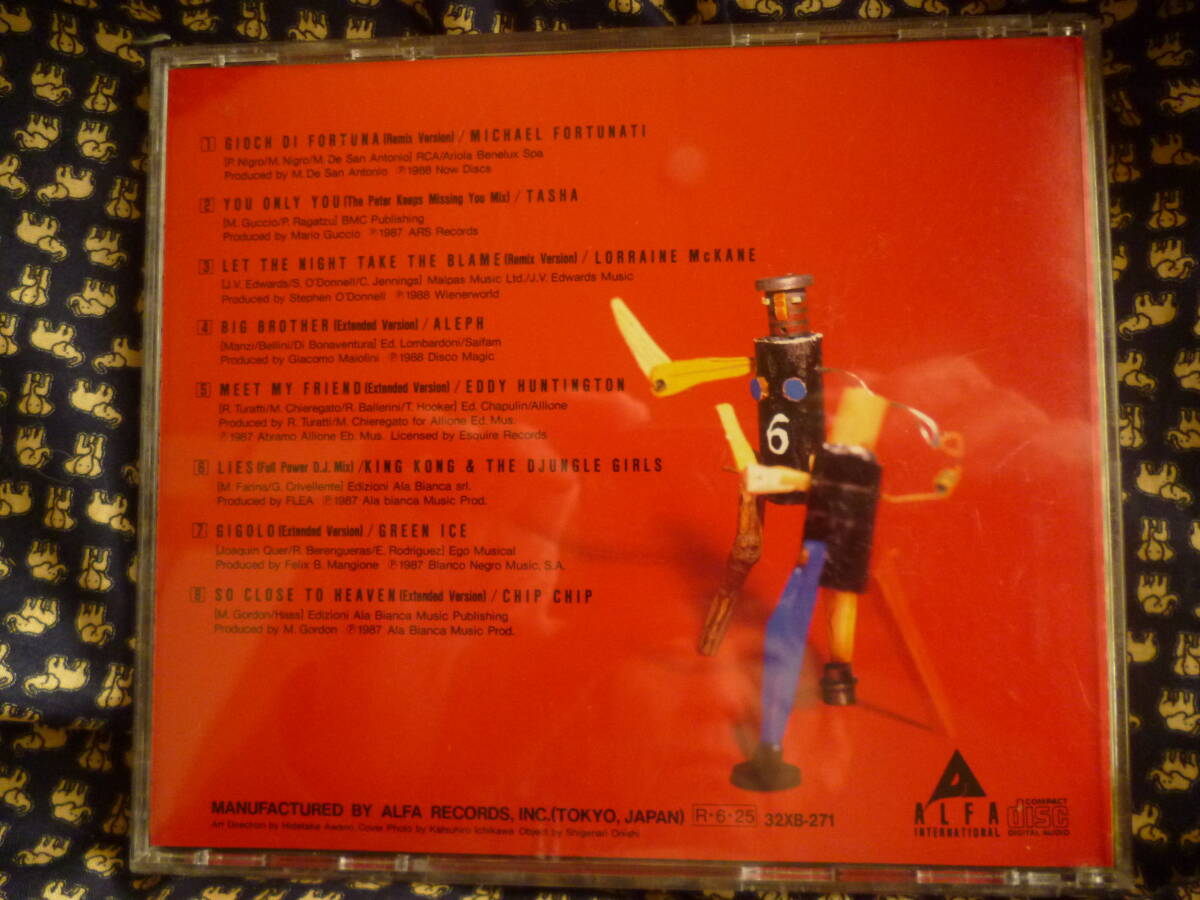 1 GIOCH DI FORTUNA (Remix Version) / MICHAEL FORTUNATI
[P. Nigro/M. Nigro/M. De San Antonio] RCA/Ariola Benelux Spa
Produced by M. De San Antonio ℗1988 Now Discs
2 YOU ONLY YOU (The Peter Keeps Missing You Mix) / TASHA
[M. Guccio/P. Ragatzu] BMC Publishing
Produced by Mario Guccio ℗1987 ARS Records
3 LET THE NIGHT TAKE THE BLAME (Remix Version) / LORRAINE McKANE
[J.V. Edwards/S. O'Donnell/C. Jennings] Malpas Music Ltd./J.V. Edwards Music
Produced by Stephen O'Donnell ℗1988 Wienerworld
4 BIG BROTHER (Extended Version) / ALEPH
[Manzi/Bellini/Di Bonaventura] Ed. Lombardoni/Saifam
Produced by Giacomo Maiolini ℗1988 Disco Magic
5 MEET MY FRIEND (Extended Version) / EDDY HUNTINGTON
[R. Turatti/M. Chieregato/R. Ballerini/T. Hooker] Ed. Chapulin/Allione
Produced by R. Turatti/M. Chieregato for Allione Ed. Mus.
℗1987 Abramo Allione Eb. Mus. Licensed by Esquire Records
6 LIES (Full Power D.J. Mix) / KING KONG & THE DJUNGLE GIRLS
[M. Farina/G. Crivellente] Edizioni Ala Bianca srl.
Produced by FLEA ℗1987 Ala bianca Music Prod.
7 GIGOLO (Extended Version) / GREEN ICE
[Joaquin Quer/R. Berengueras/E. Rodriguez] Ego Musical
Produced by Felix B. Mangione ℗1987 Blanco Negro Music, S.A.
8 SO CLOSE TO HEAVEN (Extended Version) / CHIP CHIP
[M. Gordon/Hass] Edizioni Ala Bianca Music Publishing
Produced by M. Gordon ℗1987 Ala Bianca Music Prod.
6
MANUFACTURED BY ALFA RECORDS, INC.(TOKYO, JAPAN) R・6・25 32XB-271
Art Direction by Hidetake Awano Cover Photo by Katsuhiro Ichikawa Object by Shigenari Onishi
ALFA
INTERNATIONAL
COMPACT
disc
DIGITAL AUDIO